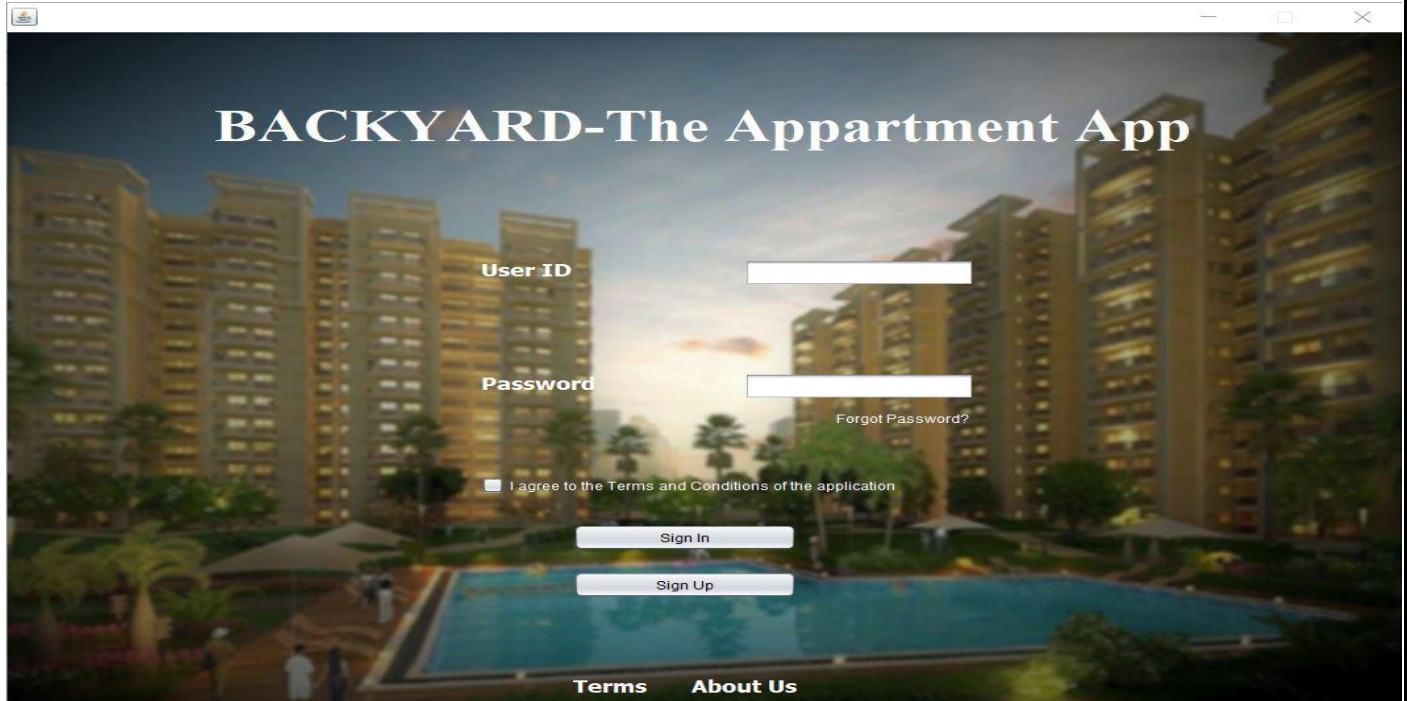 BACKYARD-The Appartment App
User ID
Password
Forgot Password?
I agree to the Terms and Conditions of the application
Sign In
Sign Up
Terms About Us